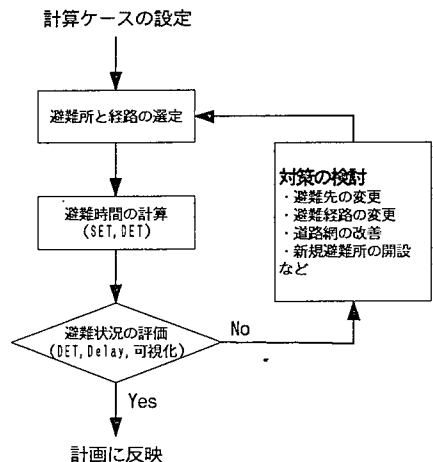 計算ケースの設定
避難所と経路の選定
避難時間の計算
(SET, DET)
避難状況の評価
(DET, Delay, 可視化)
No
対策の検討
・避難先の変更
・避難経路の変更
・道路網の改善
・新規避難所の開設
など
Yes
計画に反映